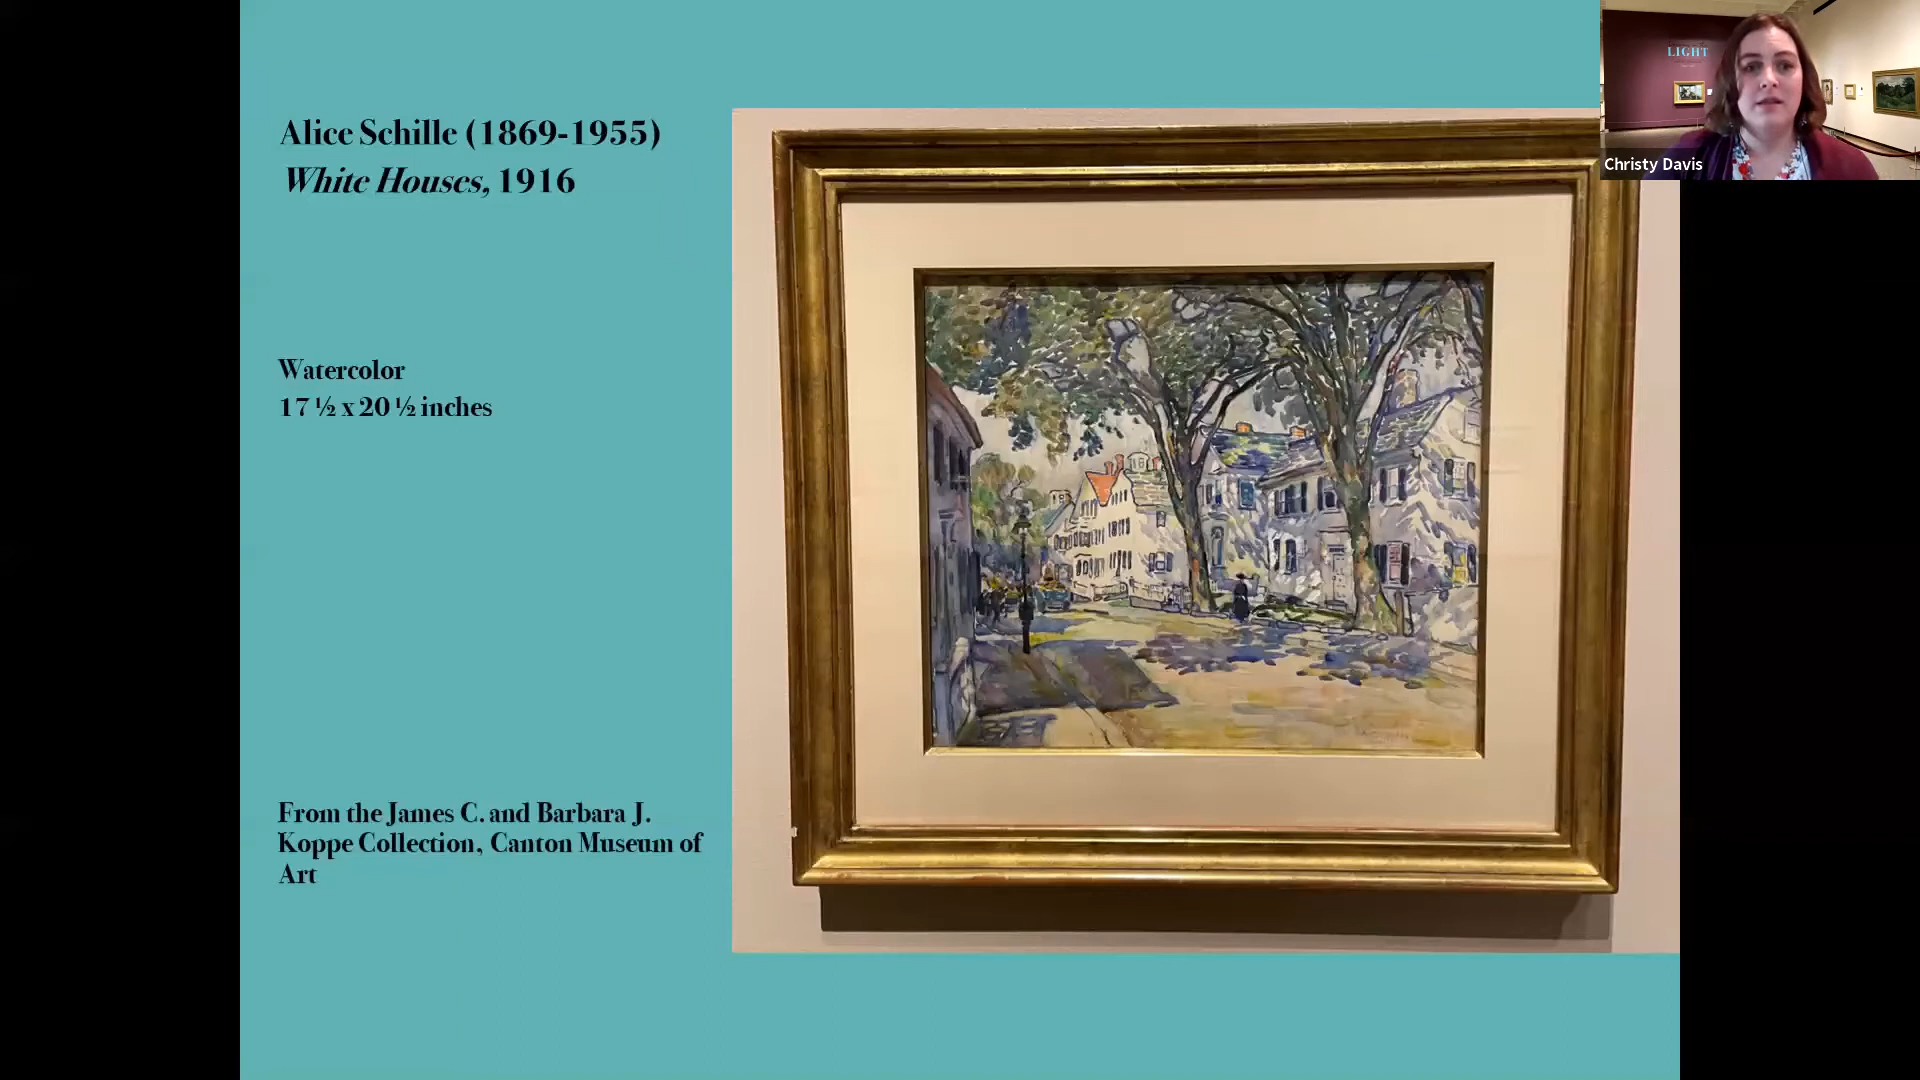 Alice Schille (1869-1955)
White Houses, 1916
Watercolor
17 ½ x 20 ½ inches
From the James C. and Barbara J.
Koppe Collection, Canton Museum of
Art
LIGHT
Christy Davis